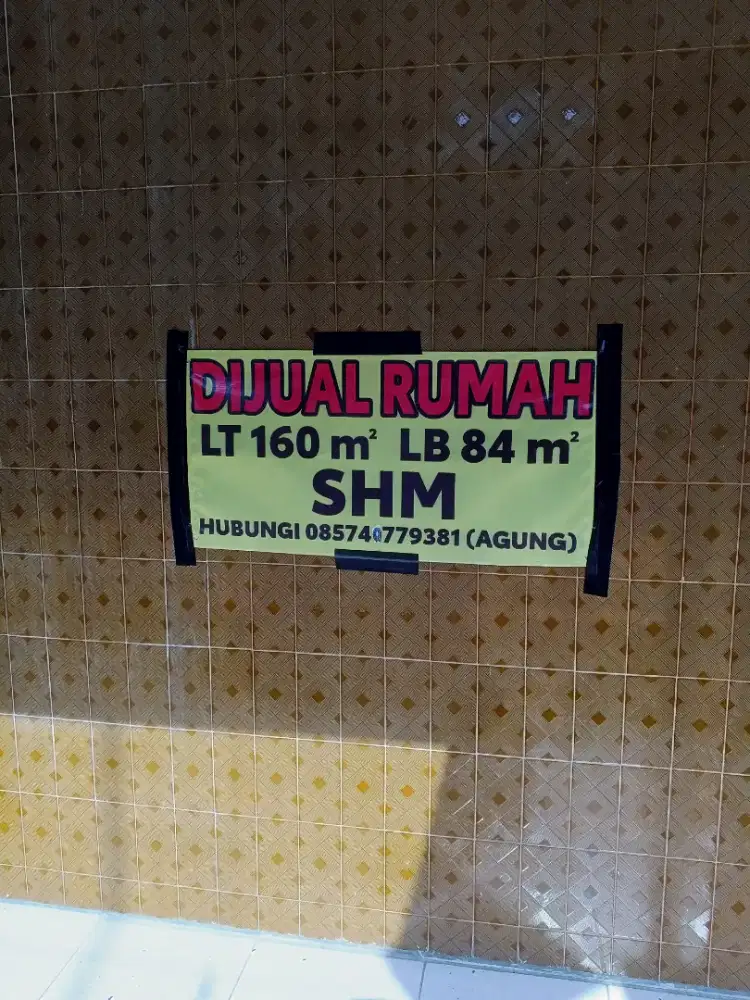 DIJUAL RUMAH
LT 160 m² LB 84 m²
SHM
HUBUNGI 085740779381 (AGUNG)